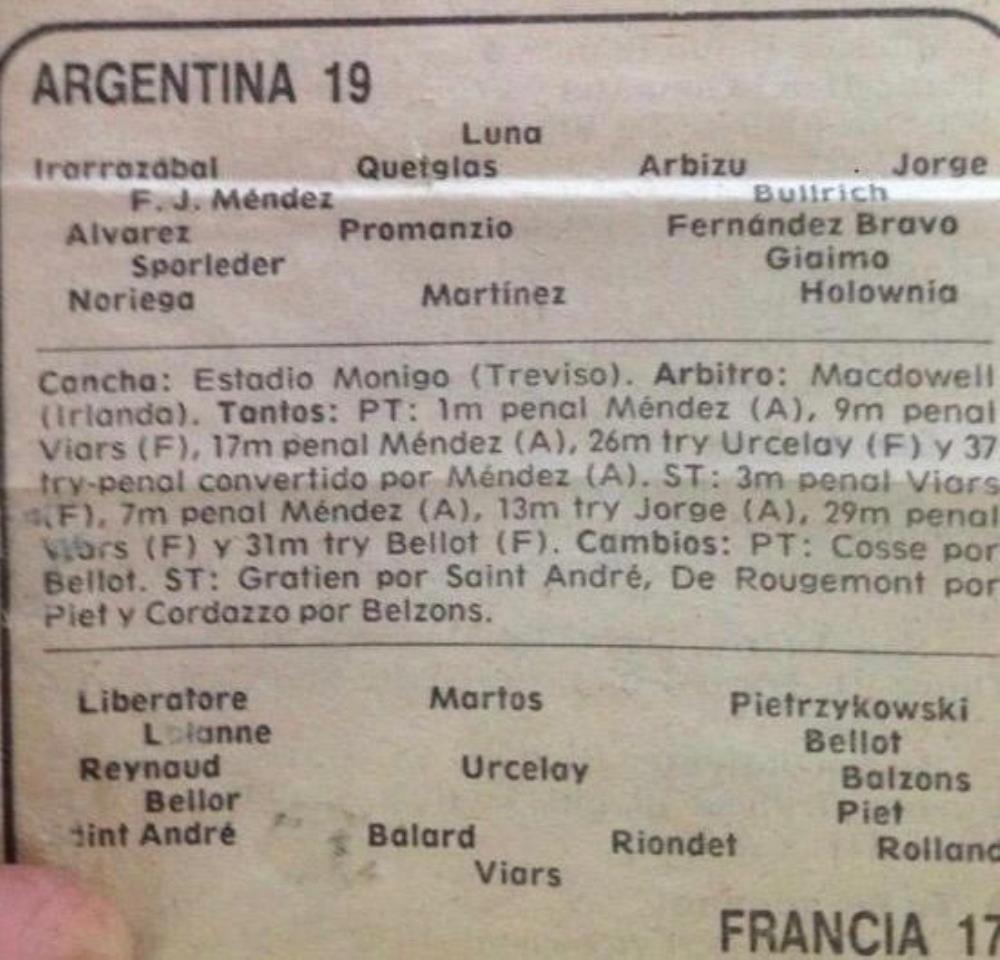 ARGENTINA 19
Luna
Irarrazábal Quetglas Arbizu Jorge
F. J. Méndez Bullrich
Alvarez Promanzio Fernández Bravo
Sporleder Giaimo
Noriega Martínez Holownia
Cancha: Estadio Monigo (Treviso). Arbitro: Macdowell
(Irlanda). Tantos: PT: 1m penal Méndez (A), 9m penal
Viars (F), 17m penal Méndez (A), 26m try Urcelay (F) y 37
try-penal convertido por Méndez (A). ST: 3m penal Viars
(F), 7m penal Méndez (A), 13m try Jorge (A), 29m penal
Viars (F) y 31m try Bellot (F). Cambios: PT: Cosse por
Bellot. ST: Gratien por Saint André, De Rougemont por
Piet y Cordazzo por Belzons.
Liberatore Martos Pietrzykowski
Bellot
Reynaud Urcelay Balzons
Bellor Piet
André Balard Riondet Rolland
Viars
FRANCIA 17